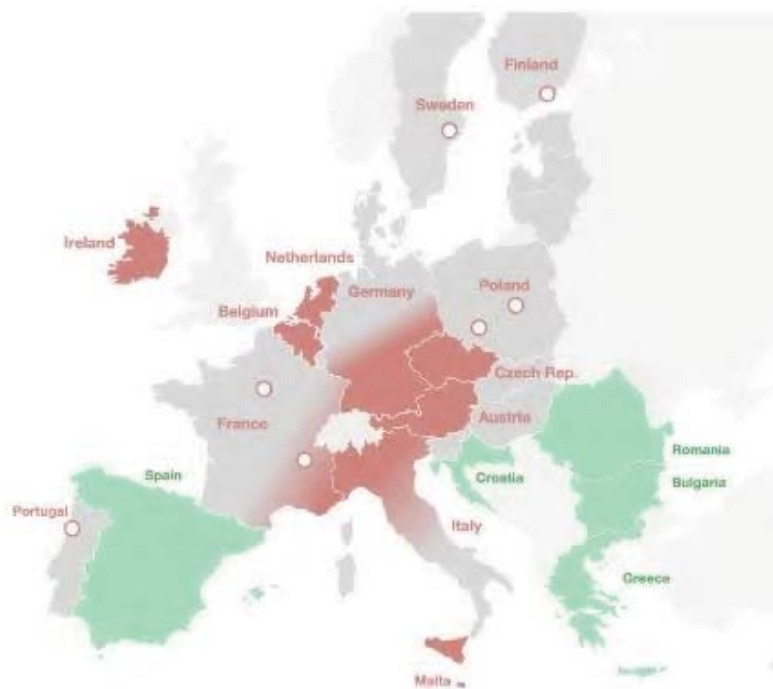 Finland
Sweden
Ireland
Netherlands
Germany
Belgium
Poland
Czech Rep.
France
Austria
Romania
Spain
Croatia
Bulgaria
Portugal
Italy
Greece
Malta